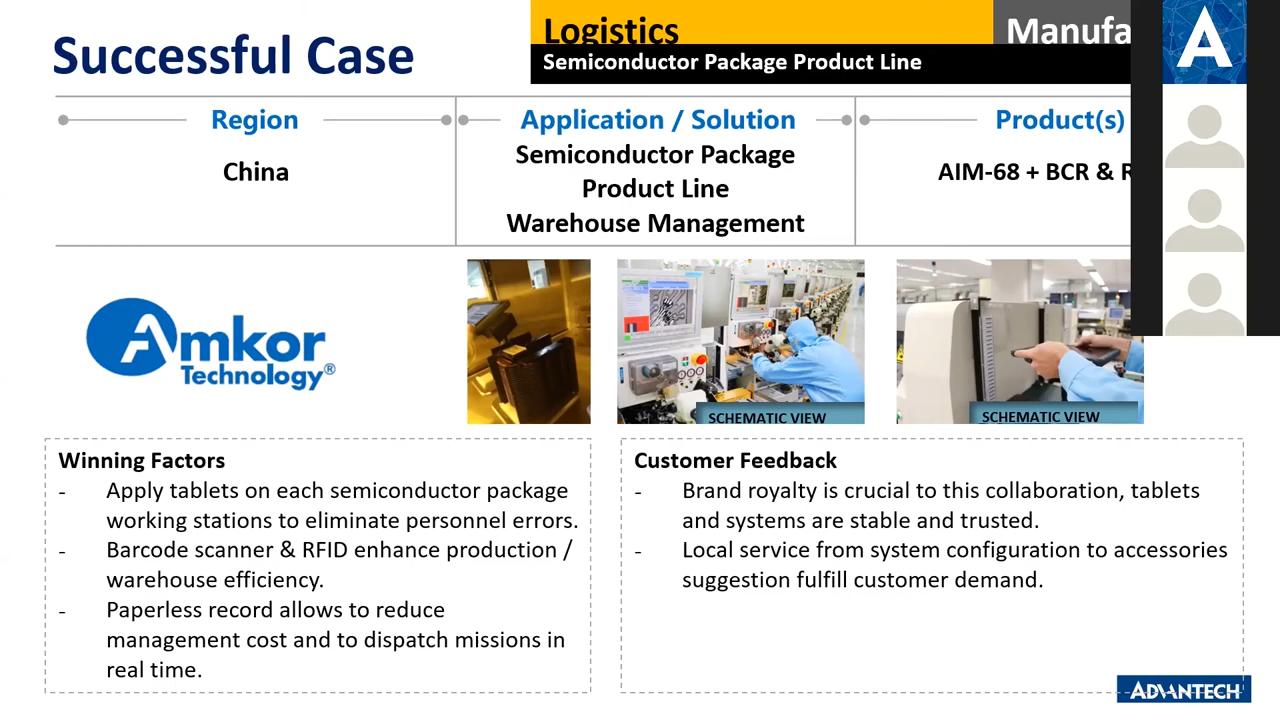 Successful Case
Logistics
Manufa
Semiconductor Package Product Line
Region
Application / Solution
Product(s)
China
Semiconductor Package
Product Line
Warehouse Management
AIM-68 + BCR & R
Amkor
Technology®
SCHEMATIC VIEW
SCHEMATIC VIEW
Winning Factors
- Apply tablets on each semiconductor package
working stations to eliminate personnel errors.
- Barcode scanner & RFID enhance production /
warehouse efficiency.
- Paperless record allows to reduce
management cost and to dispatch missions in
real time.
Customer Feedback
- Brand royalty is crucial to this collaboration, tablets
and systems are stable and trusted.
- Local service from system configuration to accessories
suggestion fulfill customer demand.
A
ADVANTECH